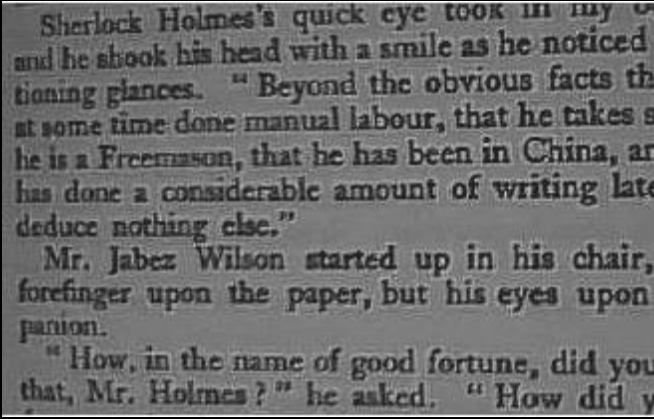 Sherlock Holmes's quick eye took in my
and he shook his head with a smile as he noticed
tioning glances. "Beyond the obvious facts th
at some time done manual labour, that he takes s
he is a Freemason, that he has been in China, an
has done a considerable amount of writing late
deduce nothing else."
Mr. Jabez Wilson started up in his chair,
forefinger upon the paper, but his eyes upon
panion.
"How, in the name of good fortune, did you
that, Mr. Holmes?" he asked. "How did y